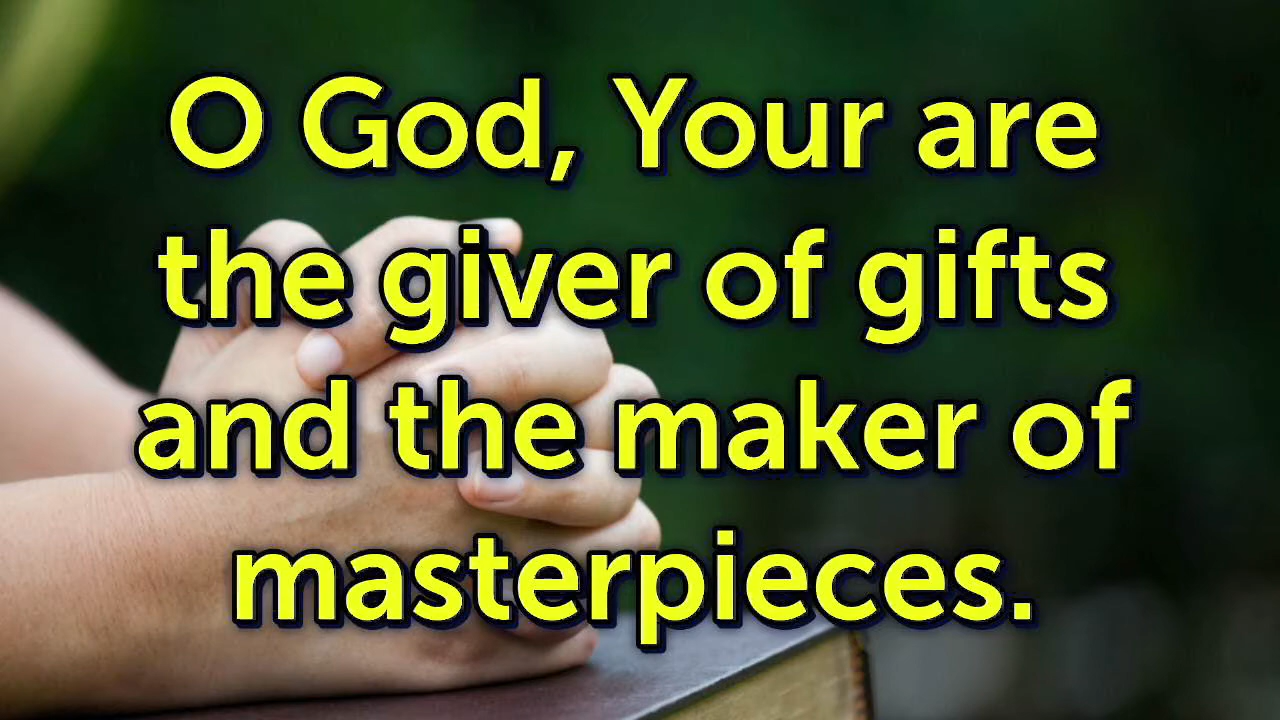 O God, Your are
the giver of gifts
and the maker of
masterpieces.